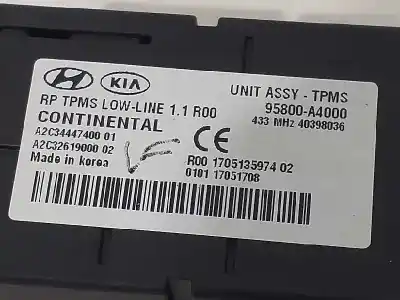 KIA
UNIT ASSY - TPMS
RP TPMS LOW-LINE 1.1 R00
95800-A4000
CONTINENTAL
433 MHz 40398036
A2C34447400 01
CE
A2C32619000 02
R00 1705135974 02
Made in korea
0101 17051708